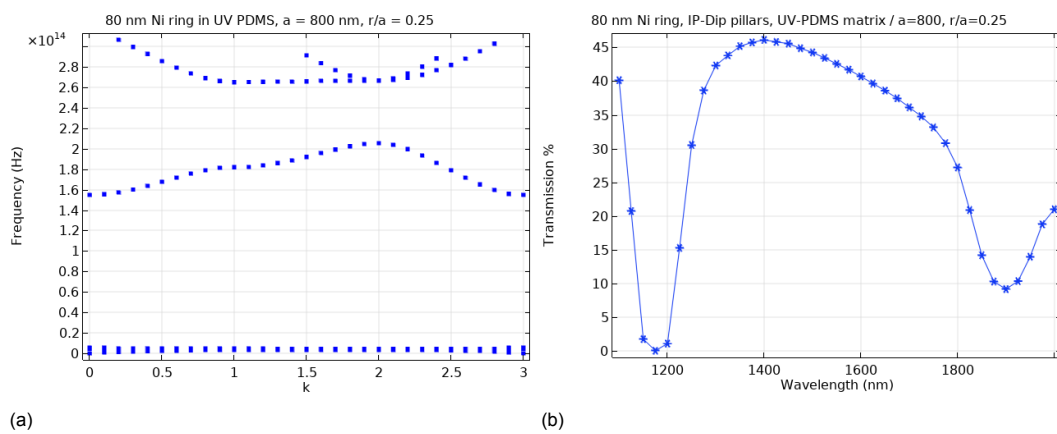 80 nm Ni ring in UV PDMS, a = 800 nm, r/a = 0.25
×10¹⁴
Frequency (Hz)
2.8
2.6
2.4
2.2
2
1.8
1.6
1.4
1.2
1
0.8
0.6
0.4
0.2
0
0 0.5 1 1.5 2 2.5 3
k
(a)
80 nm Ni ring, IP-Dip pillars, UV-PDMS matrix / a=800, r/a=0.25
Transmission %
45
40
35
30
25
20
15
10
5
0
1200 1400 1600 1800
Wavelength (nm)
(b)